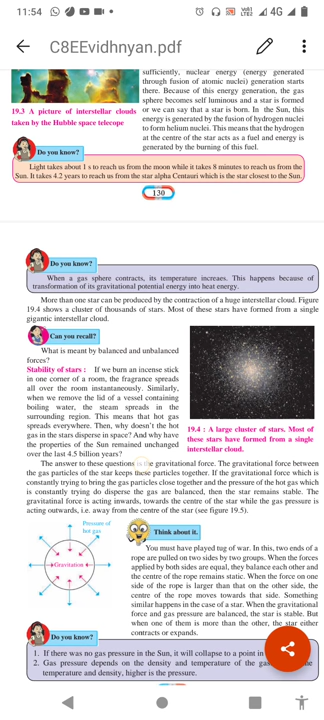 11:54
4G
C8EEvidhnyan.pdf
sufficiently, nuclear energy (energy generated
through fusion of atomic nuclei) generation starts
there. Because of this energy generation, the gas
sphere becomes self luminous and a star is formed
or we can say that a star is born. In the Sun, this
energy is generated by the fusion of hydrogen nuclei
to form helium nuclei. This means that the hydrogen
at the centre of the star acts as a fuel and energy is
generated by the burning of this fuel.
19.3 A picture of interstellar clouds
taken by the Hubble space telecope
Do you know?
Light takes about 1 s to reach us from the moon while it takes 8 minutes to reach us from the
Sun. It takes 4.2 years to reach us from the star alpha Centauri which is the star closest to the Sun.
130
Do you know?
When a gas sphere contracts, its temperature increaes. This happens because of
transformation of its gravitational potential energy into heat energy.
More than one star can be produced by the contraction of a huge interstellar cloud. Figure
19.4 shows a cluster of thousands of stars. Most of these stars have formed from a single
gigantic interstellar cloud.
Can you recall?
What is meant by balanced and unbalanced
forces?
Stability of stars : If we burn an incense stick
in one corner of a room, the fragrance spreads
all over the room instantaneously. Similarly,
when we remove the lid of a vessel containing
boiling water, the steam spreads in the
surrounding region. This means that hot gas
spreads everywhere. Then, why doesn't the hot
gas in the stars disperse in space? And why have
the properties of the Sun remained unchanged
over the last 4.5 billion years?
19.4 : A large cluster of stars. Most of
these stars have formed from a single
interstellar cloud.
The answer to these questions is the gravitational force. The gravitational force between
the gas particles of the star keeps these particles together. If the gravitational force which is
constantly trying to bring the gas particles close together and the pressure of the hot gas which
is constantly trying do disperse the gas are balanced, then the star remains stable. The
gravitatinal force is acting inwards, towards the centre of the star while the gas pressure is
acting outwards, i.e. away from the centre of the star (see figure 19.5).
Pressure of
hot gas
Gravitation
Think about it.
You must have played tug of war. In this, two ends of a
rope are pulled on two sides by two groups. When the forces
applied by both sides are equal, they balance each other and
the centre of the rope remains static. When the force on one
side of the rope is larger than that on the other side, the
centre of the rope moves towards that side. Something
similar happens in the case of a star. When the gravitational
force and gas pressure are balanced, the star is stable. But
when one of them is more than the other, the star either
contracts or expands.
Do you know?
1. If there was no gas pressure in the Sun, it will collapse to a point in
2. Gas pressure depends on the density and temperature of the gas
temperature and density, higher is the pressure.